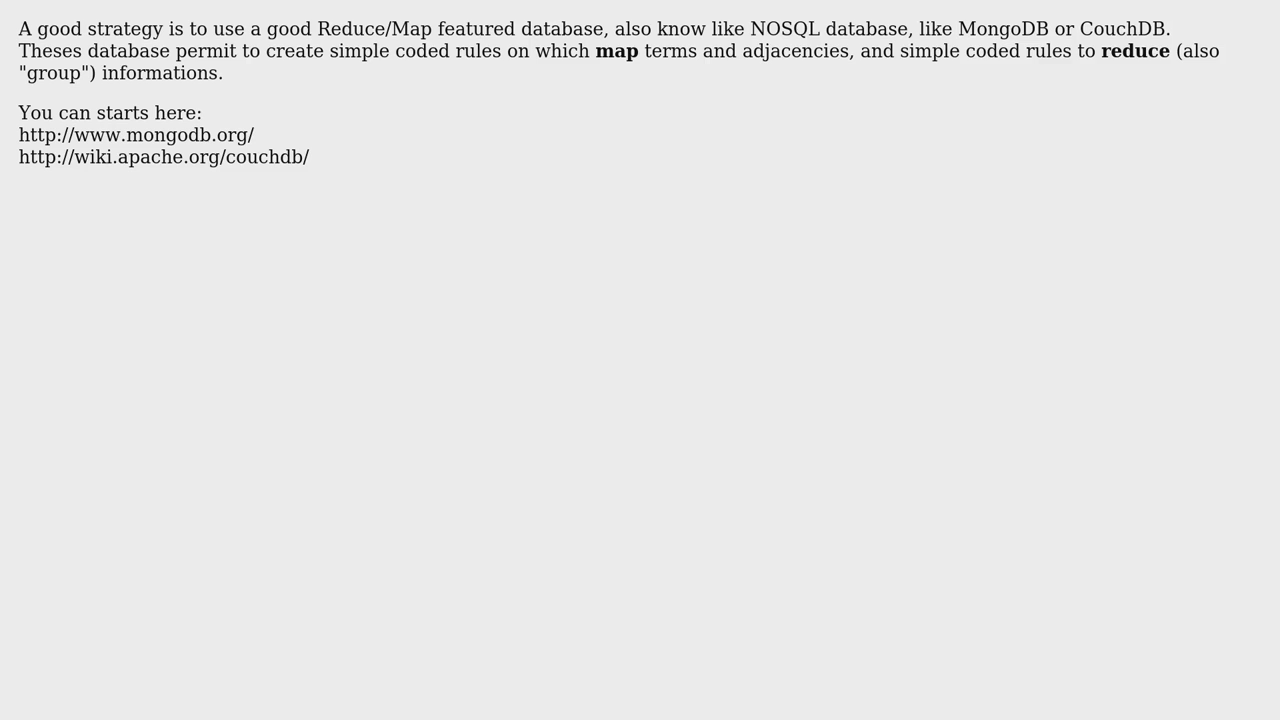 A good strategy is to use a good Reduce/Map featured database, also know like NOSQL database, like MongoDB or CouchDB.
Theses database permit to create simple coded rules on which map terms and adjacencies, and simple coded rules to reduce (also
"group") informations.
You can starts here:
http://www.mongodb.org/
http://wiki.apache.org/couchdb/